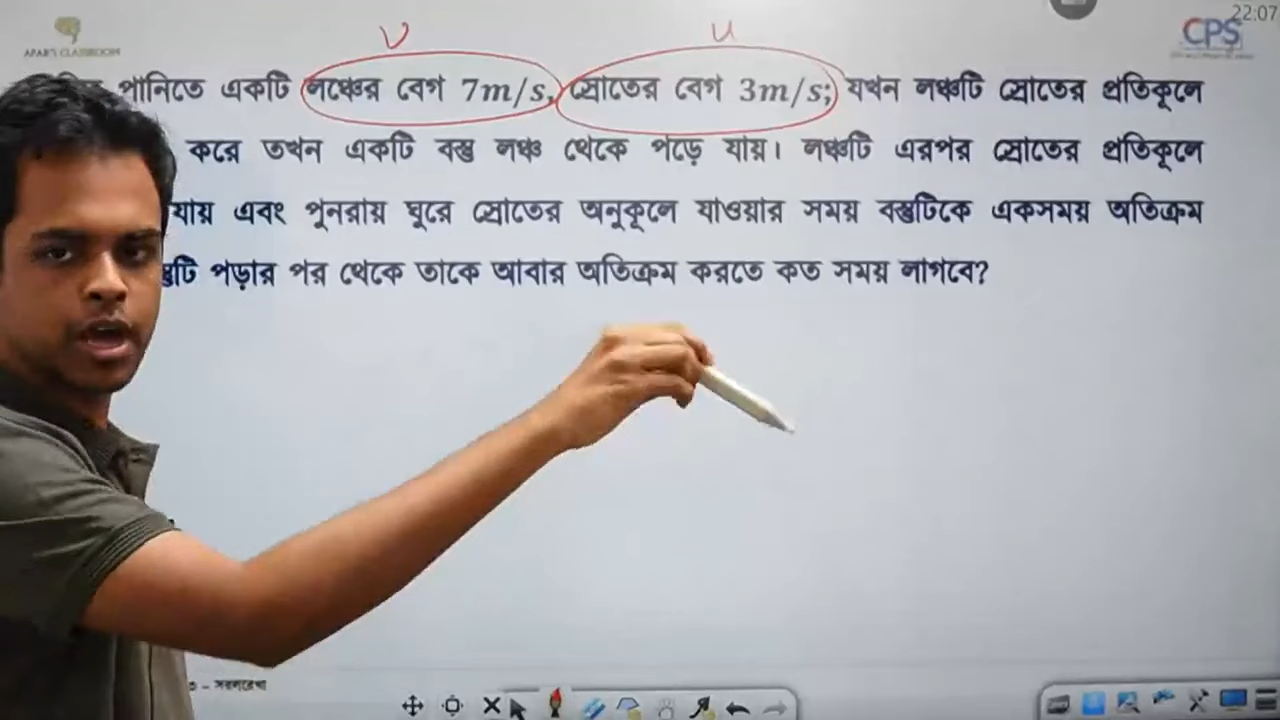 22:07
CPS
v u
পানিতে একটি লঞ্চের বেগ 7m/s, স্রোতের বেগ 3m/s; যখন লঞ্চটি স্রোতের প্রতিকূলে
করে তখন একটি বস্তু লঞ্চ থেকে পড়ে যায়। লঞ্চটি এরপর স্রোতের প্রতিকূলে
যায় এবং পুনরায় ঘুরে স্রোতের অনুকূলে যাওয়ার সময় বস্তুটিকে একসময় অতিক্রম
পড়ার পর থেকে তাকে আবার অতিক্রম করতে কত সময় লাগবে?
– সরলরেখা